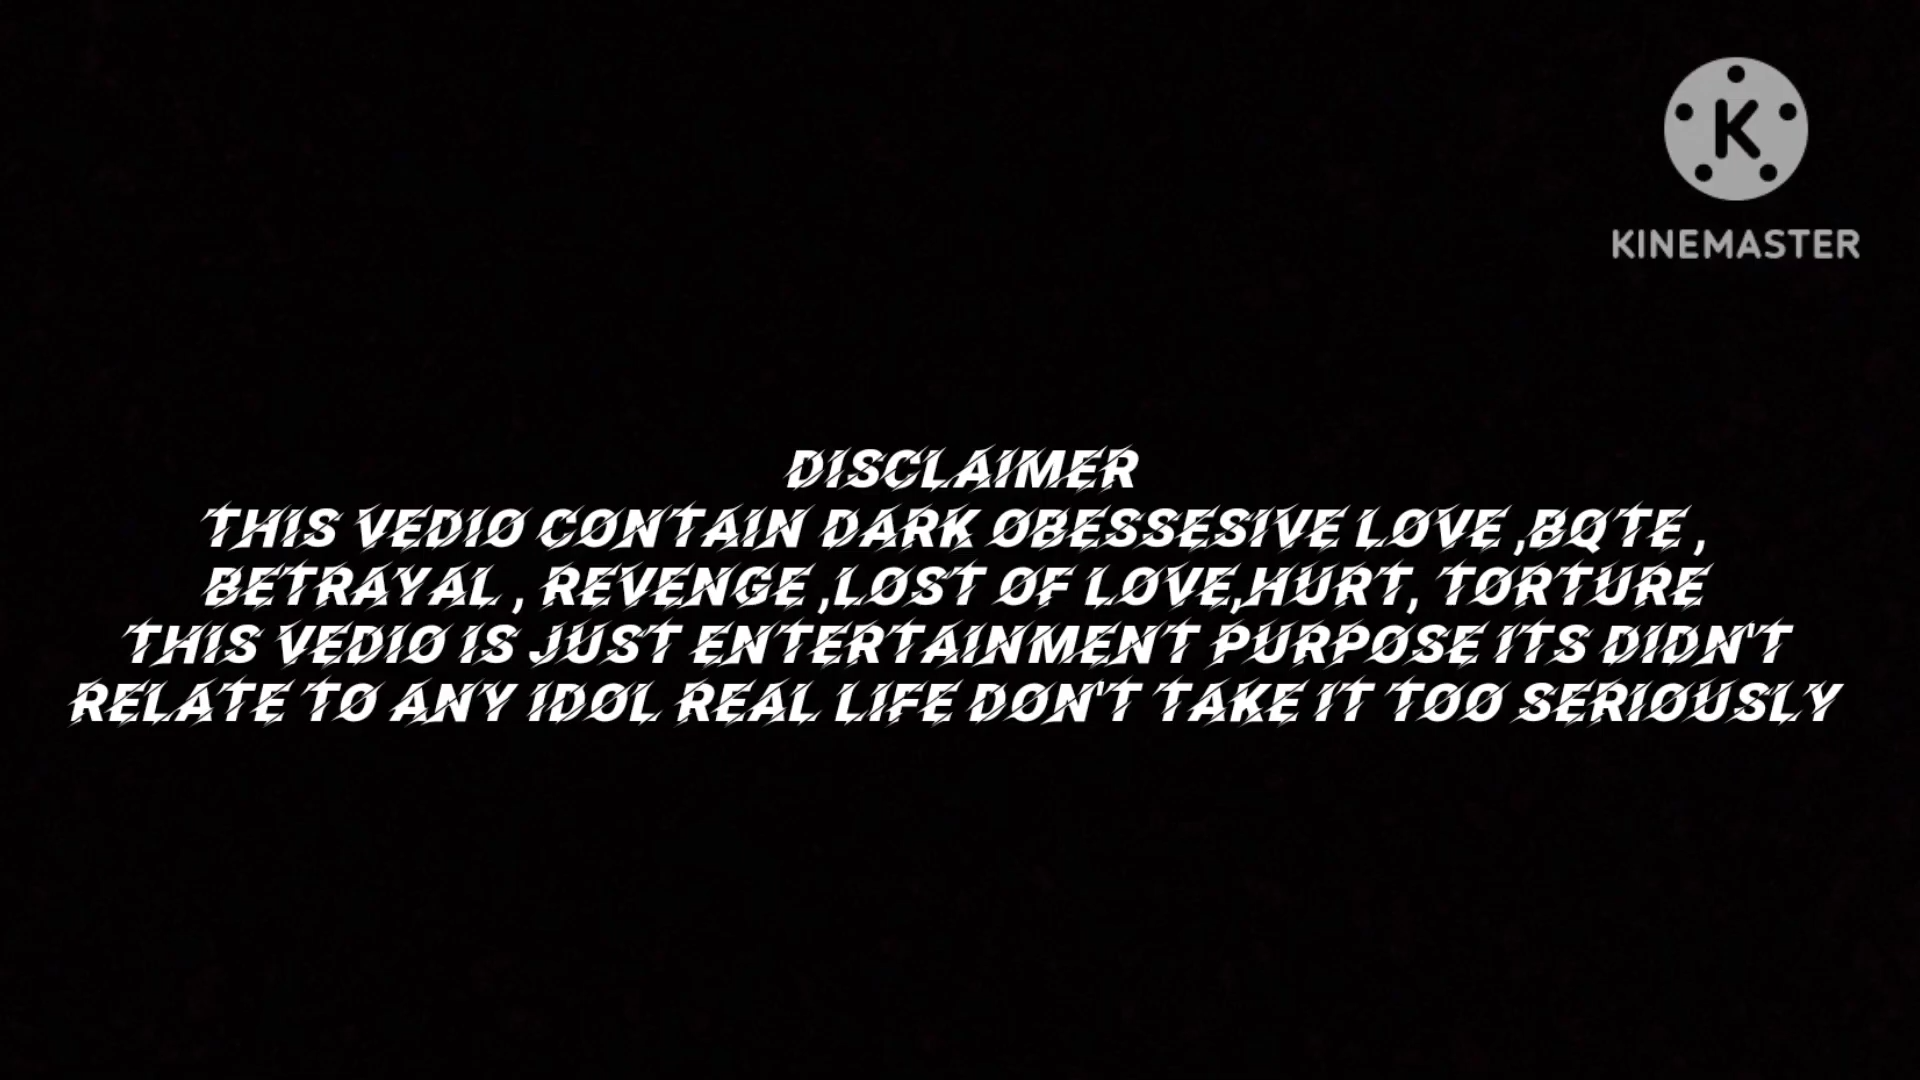 K
KINEMASTER
DISCLAIMER
THIS VEDIO CONTAIN DARK OBESSESIVE LOVE ,BQTE ,
BETRAYAL , REVENGE ,LOST OF LOVE,HURT, TORTURE
THIS VEDIO IS JUST ENTERTAINMENT PURPOSE ITS DIDN'T
RELATE TO ANY IDOL REAL LIFE DON'T TAKE IT TOO SERIOUSLY